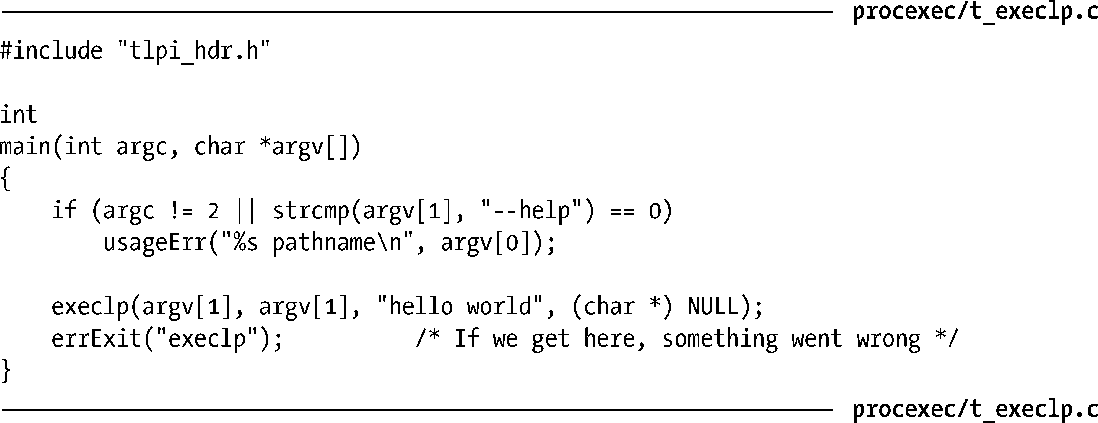 procexec/t_execlp.c
#include "tlpi_hdr.h"
int
main(int argc, char *argv[])
{
if (argc != 2 || strcmp(argv[1], "--help") == 0)
usageErr("%s pathname\n", argv[0]);
execlp(argv[1], argv[1], "hello world", (char *) NULL);
errExit("execlp"); /* If we get here, something went wrong */
}
procexec/t_execlp.c